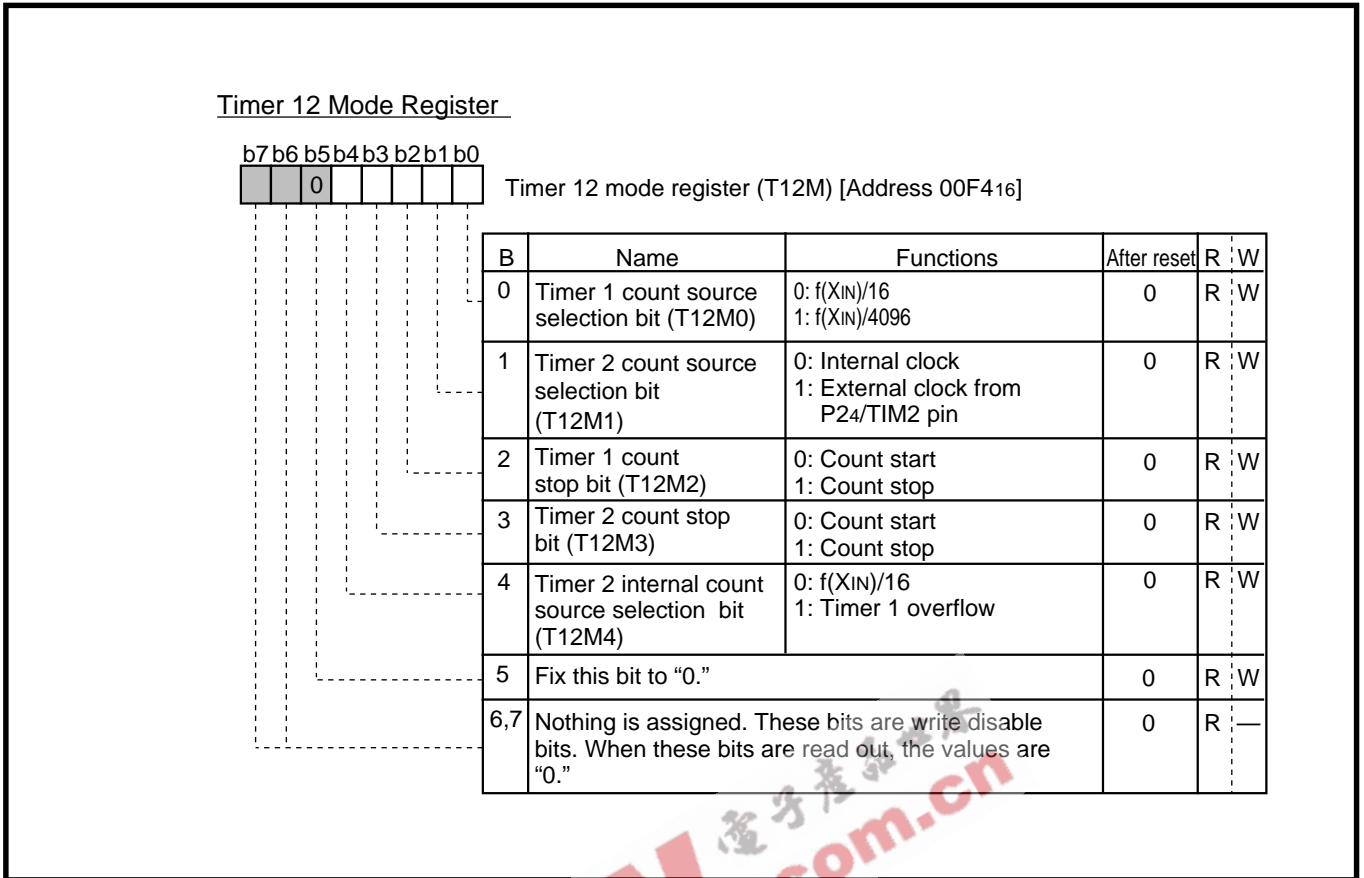 Timer 12 Mode Register
b7 b6 b5 b4 b3 b2 b1 b0
0
Timer 12 mode register (T12M) [Address 00F416]
B Name Functions After reset R W
0 Timer 1 count source selection bit (T12M0) 0: f(XIN)/16 1: f(XIN)/4096 0 R W
1 Timer 2 count source selection bit (T12M1) 0: Internal clock 1: External clock from P24/TIM2 pin 0 R W
2 Timer 1 count stop bit (T12M2) 0: Count start 1: Count stop 0 R W
3 Timer 2 count stop bit (T12M3) 0: Count start 1: Count stop 0 R W
4 Timer 2 internal count source selection bit (T12M4) 0: f(XIN)/16 1: Timer 1 overflow 0 R W
5 Fix this bit to “0.” 0 R W
6,7 Nothing is assigned. These bits are write disable bits. When these bits are read out, the values are “0.” 0 R —
電子產品世界
.com.cn